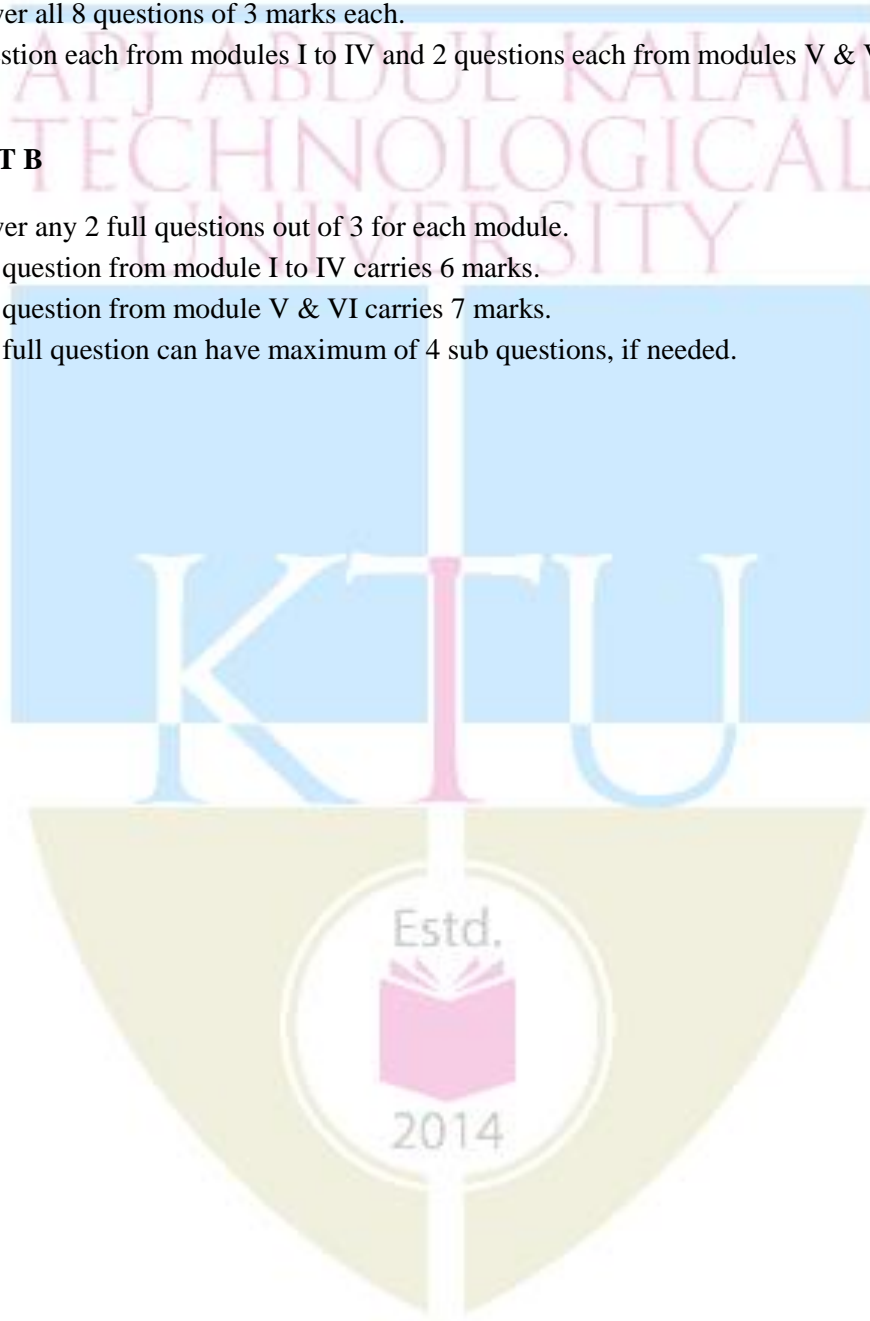 ver all 8 questions of 3 marks each.
stion each from modules I to IV and 2 questions each from modules V & V
APJ ABDUL KALAM
TECHNOLOGICAL
UNIVERSITY
T B
ver any 2 full questions out of 3 for each module.
question from module I to IV carries 6 marks.
question from module V & VI carries 7 marks.
full question can have maximum of 4 sub questions, if needed.
KTU
Estd.
2014